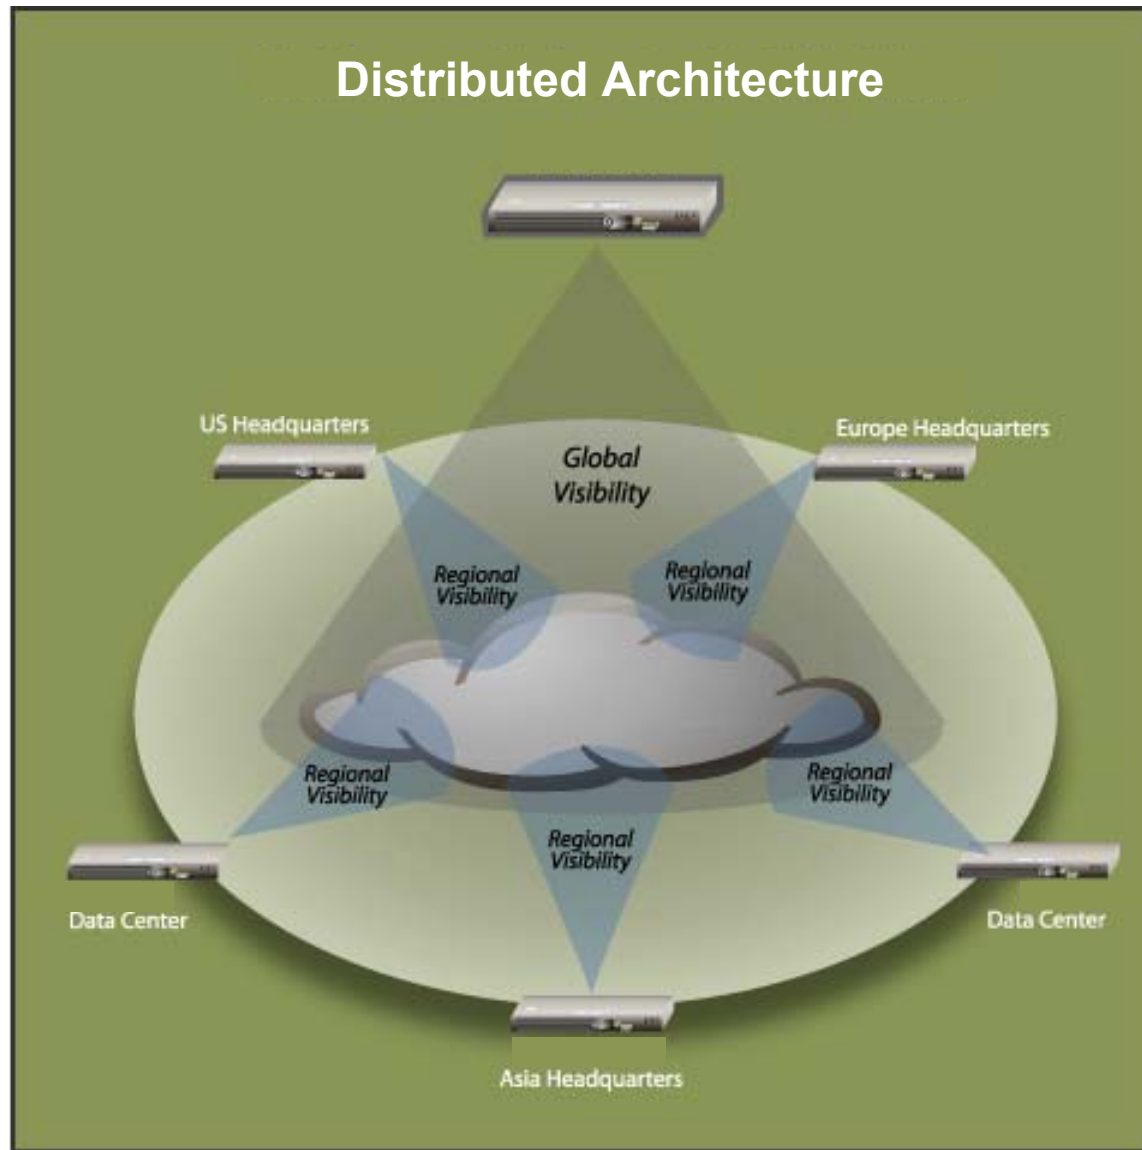 Distributed Architecture
US Headquarters
Europe Headquarters
Global
Visibility
Regional
Visibility
Regional
Visibility
Regional
Visibility
Regional
Visibility
Regional
Visibility
Data Center
Data Center
Asia Headquarters